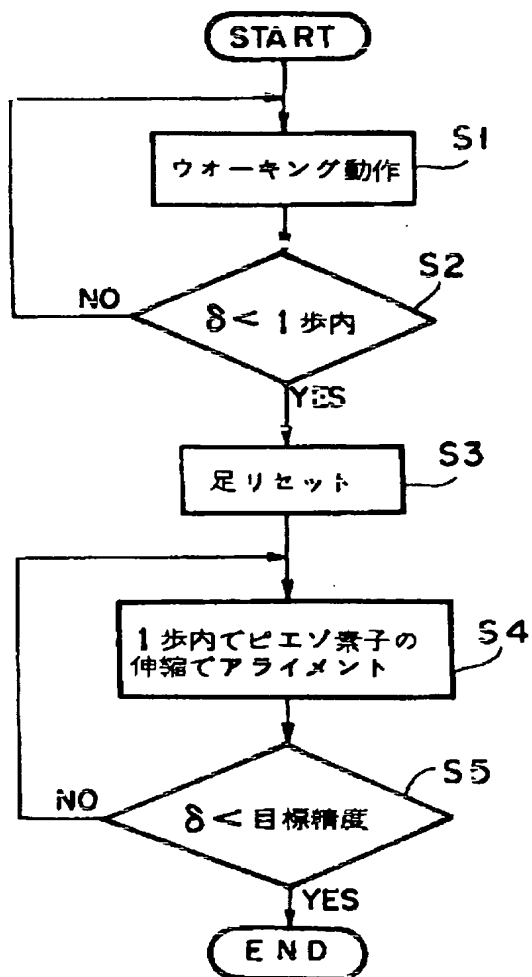 START
S1
ウオーキング動作
S2
NO
δ< 1歩内
YES
S3
足リセット
S4
1歩内でピエゾ素子の
伸縮でアライメント
S5
NO
δ<目標精度
YES
END